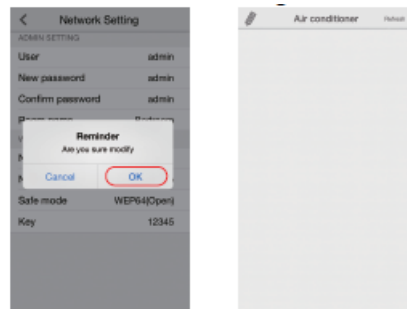 Network Setting
ADMIN SETTING
User admin
New password admin
Confirm password admin
Reminder
Are you sure modify
Cancel OK
Safe mode WEP64(Open)
Key 12345
Air conditioner Refresh